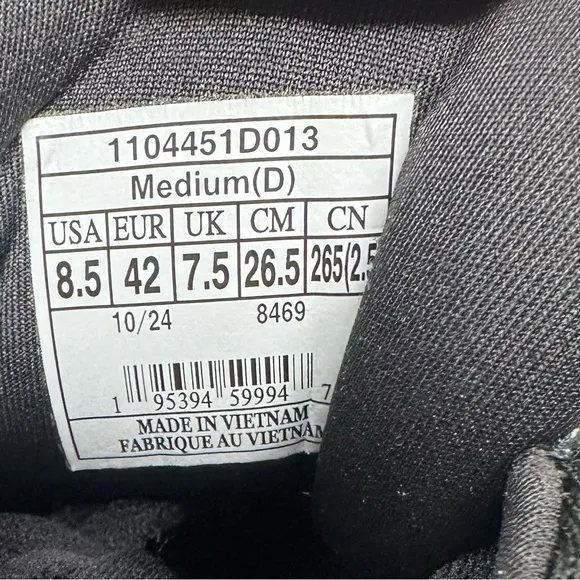 1104451D013
Medium(D)
USA EUR UK CM CN
8.5 42 7.5 26.5 265(2.5
10/24 8469
1 95394 59994 7
MADE IN VIETNAM
FABRIQUE AU VIETNAM